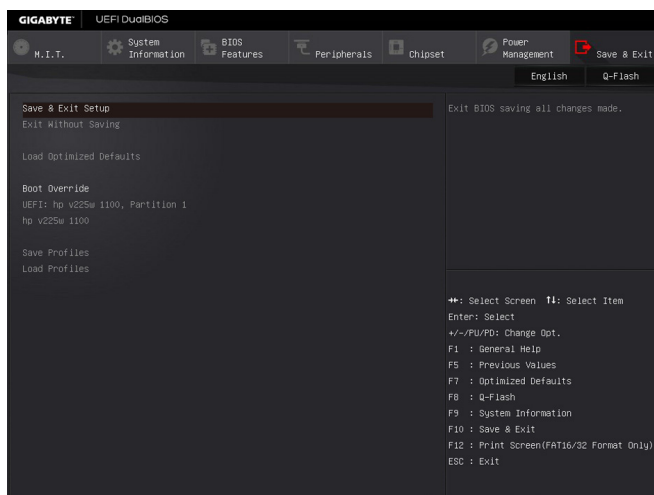 GIGABYTE™ UEFI DualBIOS
M.I.T.
System Information
BIOS Features
Peripherals
Chipset
Power Management
Save & Exit
English
Q-Flash
Save & Exit Setup
Exit Without Saving
Load Optimized Defaults
Boot Override
UEFI: hp v225w 1100, Partition 1
hp v225w 1100
Save Profiles
Load Profiles
Exit BIOS saving all changes made.
→←: Select Screen ↑↓: Select Item
Enter: Select
+/-/PU/PD: Change Opt.
F1 : General Help
F5 : Previous Values
F7 : Optimized Defaults
F8 : Q-Flash
F9 : System Information
F10 : Save & Exit
F12 : Print Screen(FAT16/32 Format Only)
ESC : Exit